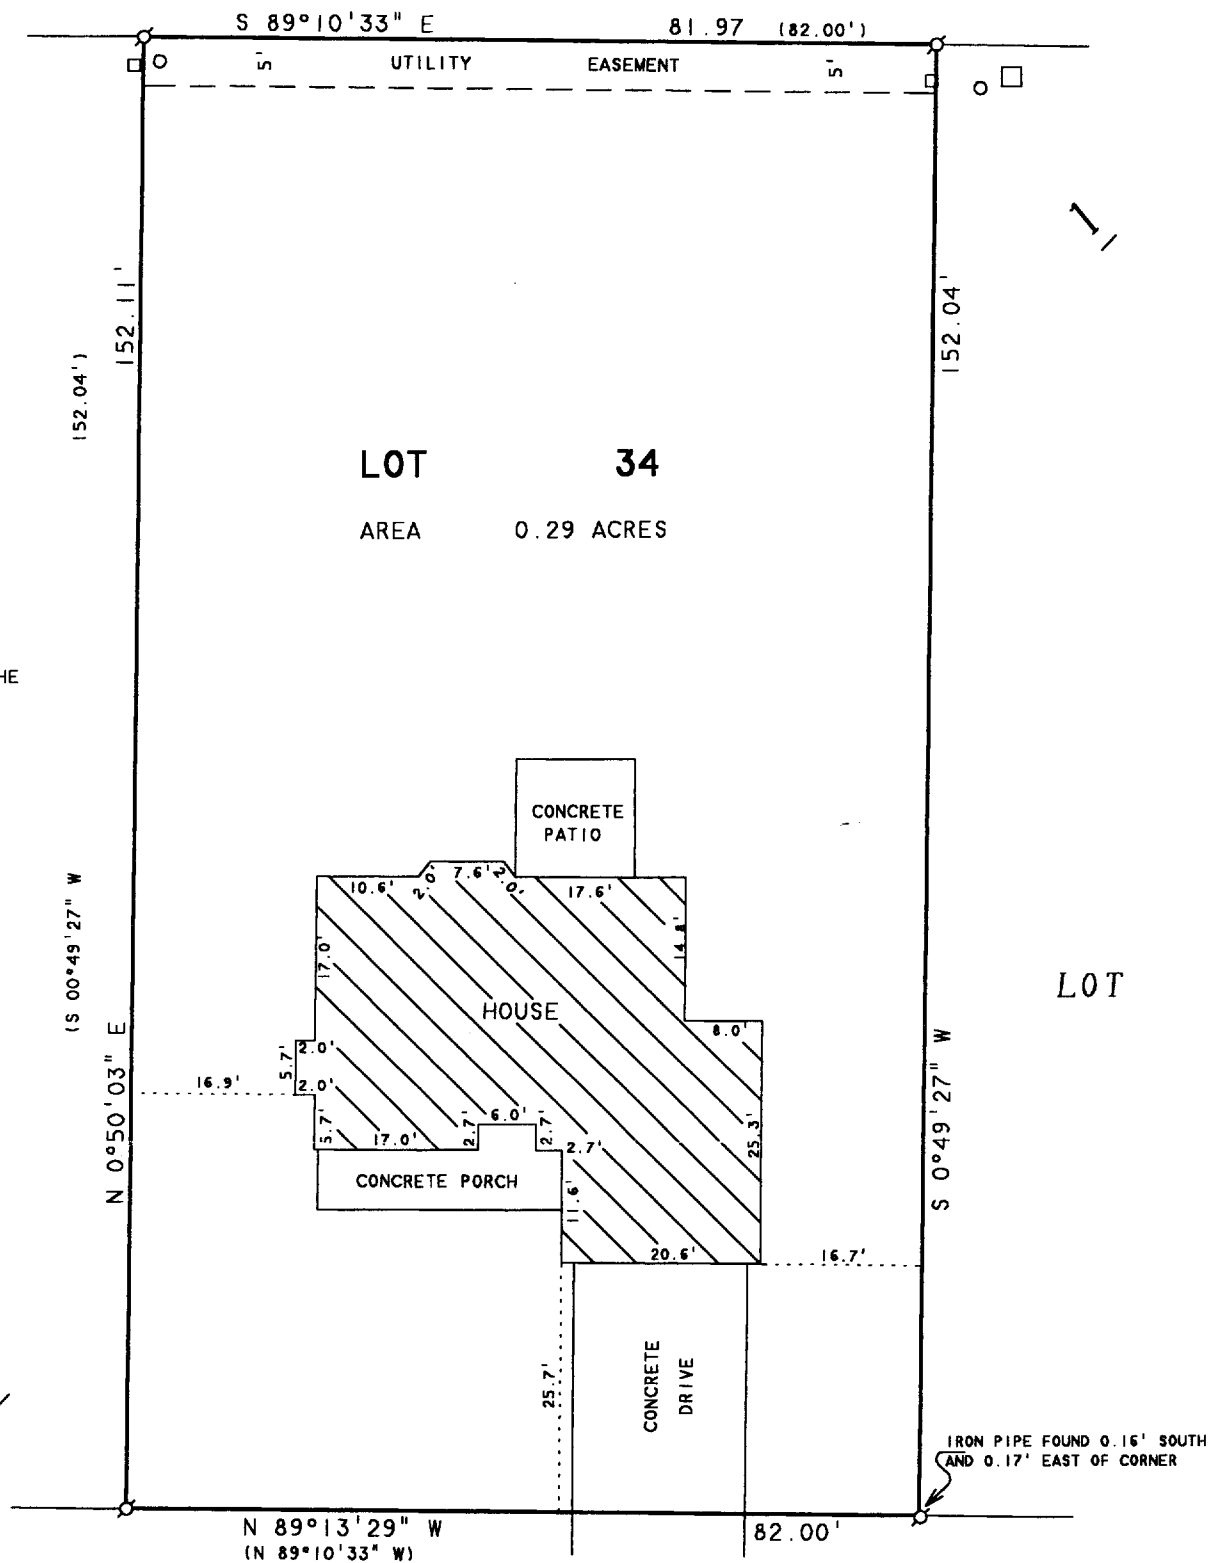 S 89°10'33" E 81.97 (82.00')
5' UTILITY EASEMENT 5'
1
152.11'
(152.04')
152.04'
LOT 34
AREA 0.29 ACRES
HE
CONCRETE
PATIO
10.6' 2.0' 7.6' 2.0' 17.6'
17.0'
14.8'
HOUSE
LOT
8.0'
(S 00°49'27" W)
N 0°50'03" E
S 0°49'27" W
5.7' 2.0'
16.9' 2.0'
5.7' 17.0' 2.7' 6.0' 2.7' 2.7'
25.3'
CONCRETE PORCH
11.6'
20.6' 16.7'
25.7'
CONCRETE
DRIVE
IRON PIPE FOUND 0.16' SOUTH
AND 0.17' EAST OF CORNER
N 89°13'29" W 82.00'
(N 89°10'33" W)